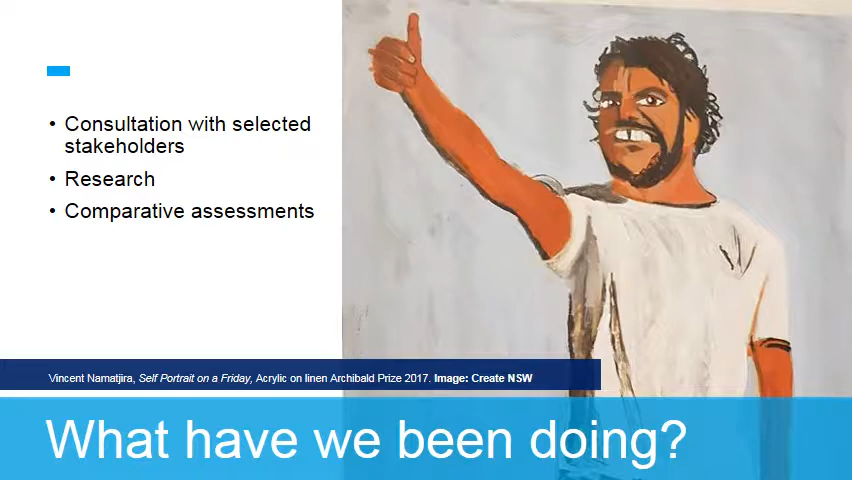 • Consultation with selected
stakeholders
• Research
• Comparative assessments
Vincent Namatjira, Self Portrait on a Friday, Acrylic on linen Archibald Prize 2017. Image: Create NSW
What have we been doing?